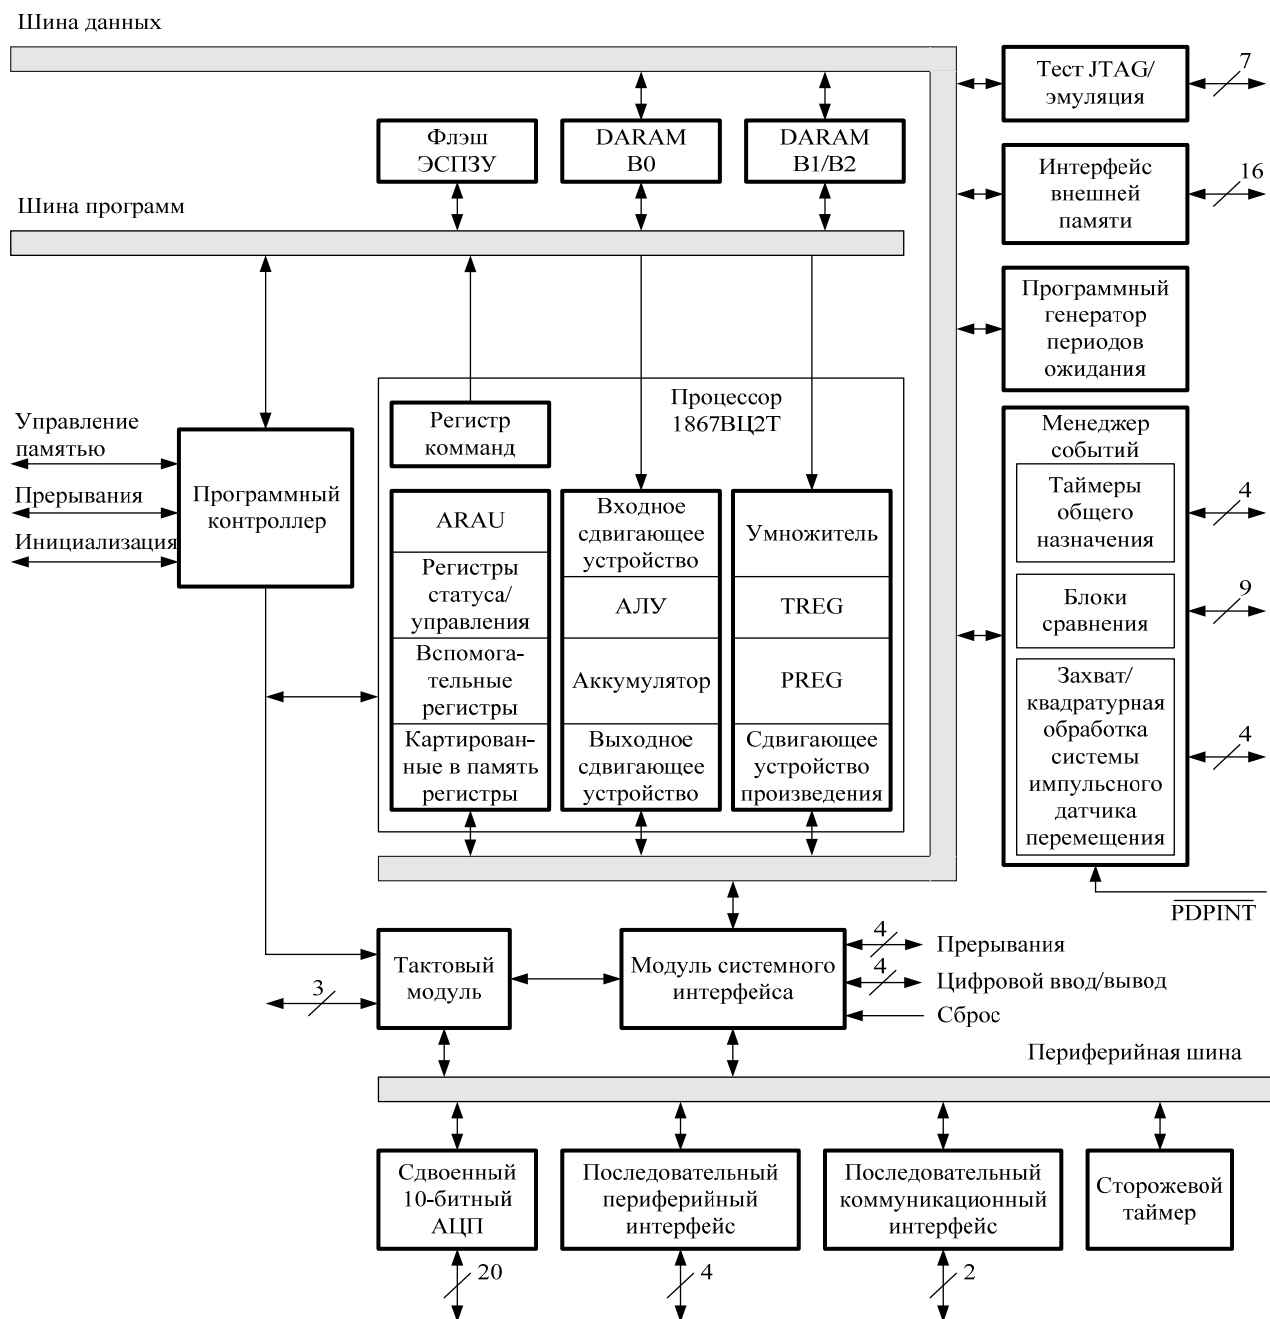 Шина данных
Тест JTAG/
эмуляция
7
Флэш
ЭСПЗУ
DARAM
B0
DARAM
B1/B2
Интерфейс
внешней
памяти
16
Шина программ
Программный
генератор
периодов
ожидания
Процессор
1867ВЦ2Т
Регистр
комманд
Управление
памятью
Прерывания
Инициализация
Программный
контроллер
ARAU
Регистры
статуса/
управления
Вспомога-
тельные
регистры
Картирован-
ные в память
регистры
Входное
сдвигающее
устройство
АЛУ
Аккумулятор
Выходное
сдвигающее
устройство
Умножитель
TREG
PREG
Сдвигающее
устройство
произведения
Менеджер
событий
Таймеры
общего
назначения
4
Блоки
сравнения
9
Захват/
квадратурная
обработка
системы
импульсного
датчика
перемещения
4
PDPINT
Тактовый
модуль
3
Модуль системного
интерфейса
4
Прерывания
4
Цифровой ввод/вывод
Сброс
Периферийная шина
Сдвоенный
10-битный
АЦП
20
Последовательный
периферийный
интерфейс
4
Последовательный
коммуникационный
интерфейс
2
Сторожевой
таймер